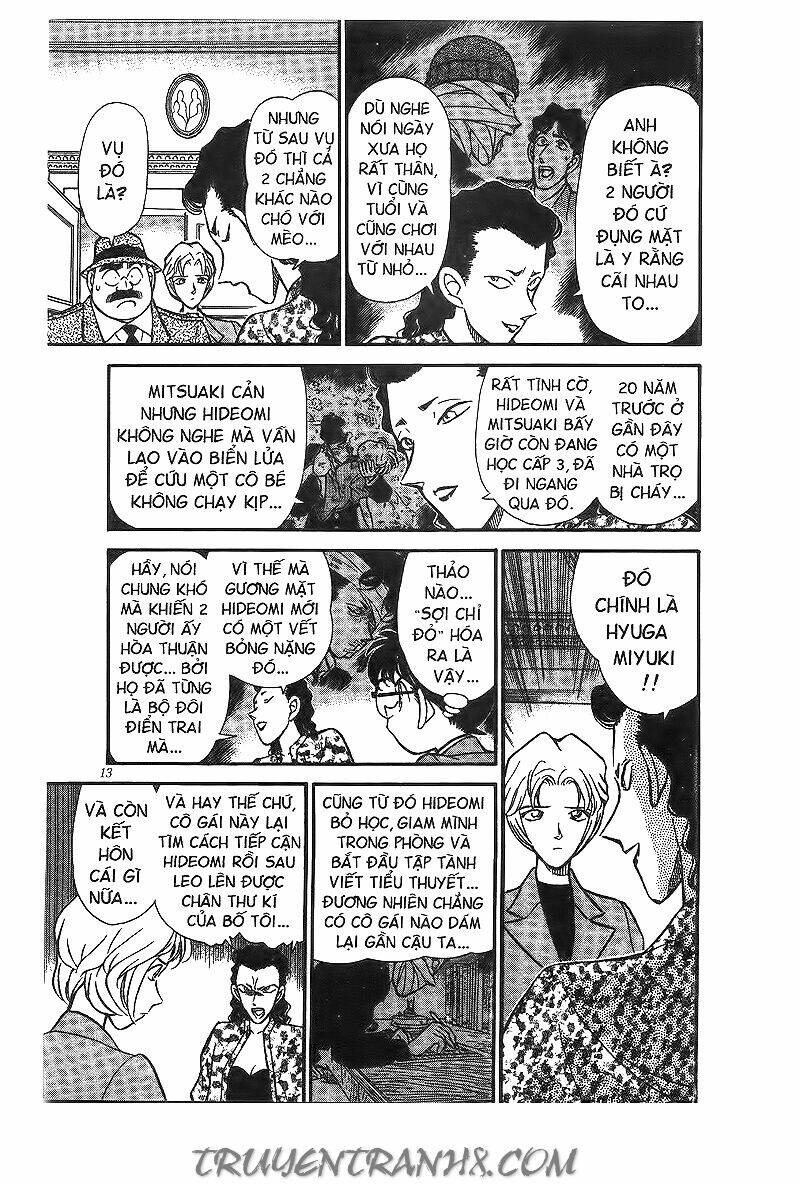 ANH
KHÔNG
BIẾT À?
2 NGƯỜI
ĐÓ CỨ
ĐỤNG MẶT
LÀ Y RẰNG
CÃI NHAU
TO...
DÙ NGHE
NÓI NGÀY
XƯA HỌ
RẤT THÂN,
VÌ CÙNG
TUỔI VÀ
CŨNG CHƠI
VỚI NHAU
TỪ NHỎ...
NHƯNG
TỪ SAU VỤ
ĐÓ THÌ CẢ
2 CHẲNG
KHÁC NÀO
CHÓ VỚI
MÈO...
VỤ
ĐÓ LÀ?
20 NĂM
TRƯỚC Ở
GẦN ĐÂY
CÓ MỘT
NHÀ TRỌ
BỊ CHÁY...
RẤT TÌNH CỜ,
HIDEOMI VÀ
MITSUAKI BẤY
GIỜ CÒN ĐANG
HỌC CẤP 3, ĐÃ
ĐI NGANG
QUA ĐÓ.
MITSUAKI CẢN
NHƯNG HIDEOMI
KHÔNG NGHE MÀ VẪN
LAO VÀO BIỂN LỬA
ĐỂ CỨU MỘT CÔ BÉ
KHÔNG CHẠY KỊP...
ĐÓ
CHÍNH LÀ
HYUGA
MIYUKI
!!
THẢO
NÀO...
"SỢI CHỈ
ĐỎ" HÓA
RA LÀ
VẬY...
VÌ THẾ MÀ
GƯƠNG MẶT
HIDEOMI MỚI
CÓ MỘT VẾT
BỎNG NẶNG
ĐÓ...
HẦY, NÓI
CHUNG KHÓ
MÀ KHIẾN 2
NGƯỜI ẤY
HÒA THUẬN
ĐƯỢC... BỞI
HỌ ĐÃ TỪNG
LÀ BỘ ĐÔI
ĐIỂN TRAI
MÀ...
13
CŨNG TỪ ĐÓ HIDEOMI
BỎ HỌC, GIAM MÌNH
TRONG PHÒNG VÀ
BẮT ĐẦU TẬP TÀNH
VIẾT TIỂU THUYẾT...
ĐƯƠNG NHIÊN CHẲNG
CÓ CÔ GÁI NÀO DÁM
LẠI GẦN CẬU TA...
VÀ HAY THẾ CHỨ,
CÔ GÁI NÀY LẠI
TÌM CÁCH TIẾP CẬN
HIDEOMI RỒI SAU
LEO LÊN ĐƯỢC
CHÂN THƯ KÍ
CỦA BỐ TÔI...
VÀ CÒN
KẾT
HÔN
CÁI GÌ
NỮA...
TRUYENTRANH8.COM